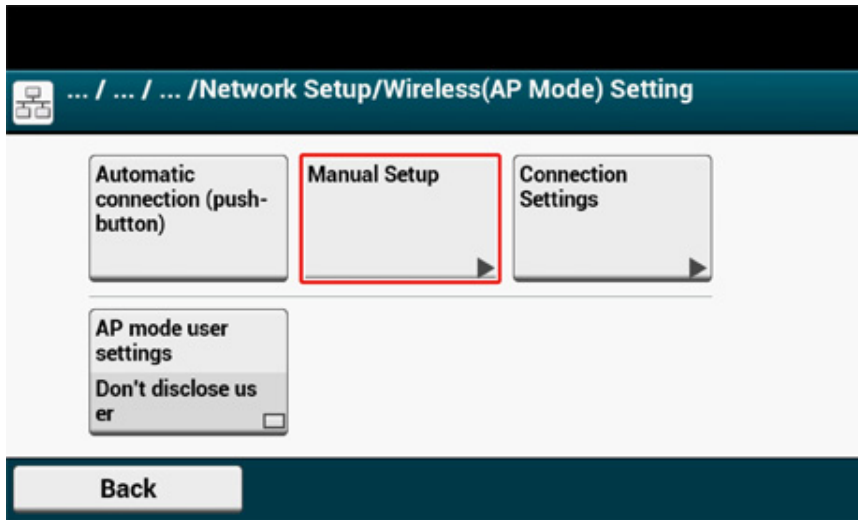 ... / ... / ... /Network Setup/Wireless(AP Mode) Setting
Automatic
connection (push-
button)
Manual Setup
Connection
Settings
AP mode user
settings
Don't disclose us
er
Back